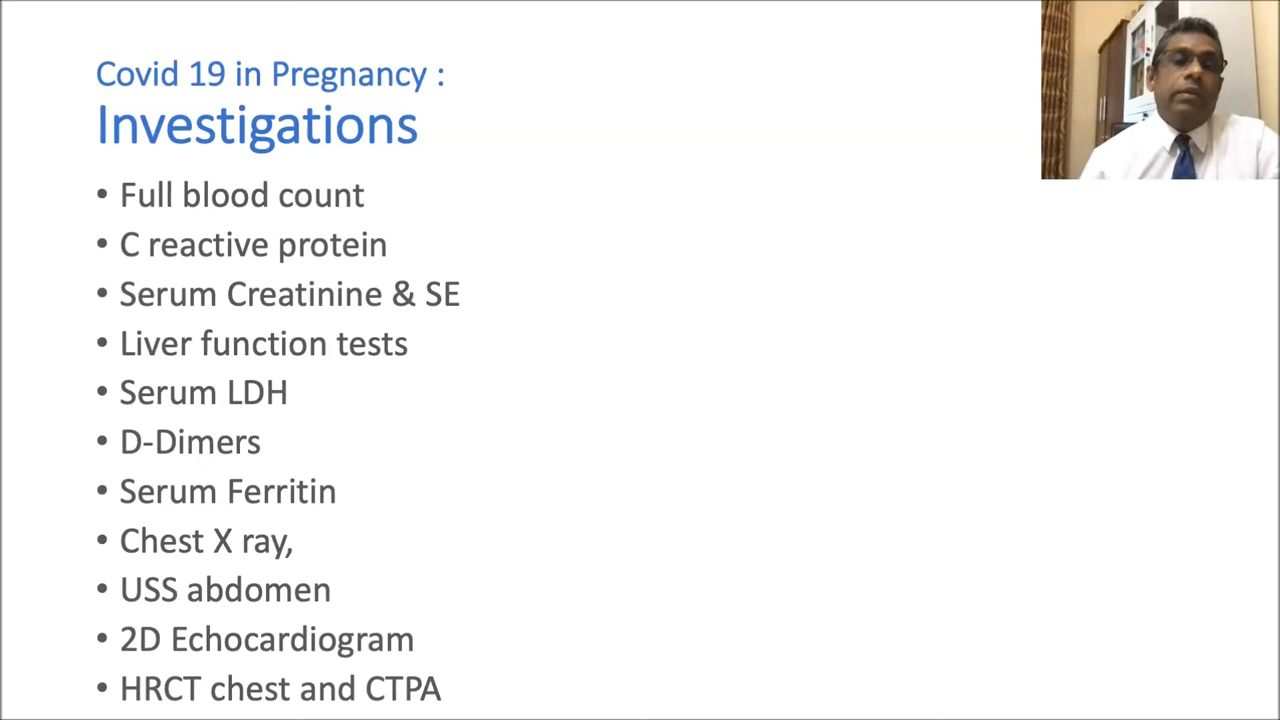 Covid 19 in Pregnancy :
Investigations
• Full blood count
• C reactive protein
• Serum Creatinine & SE
• Liver function tests
• Serum LDH
• D-Dimers
• Serum Ferritin
• Chest X ray,
• USS abdomen
• 2D Echocardiogram
• HRCT chest and CTPA